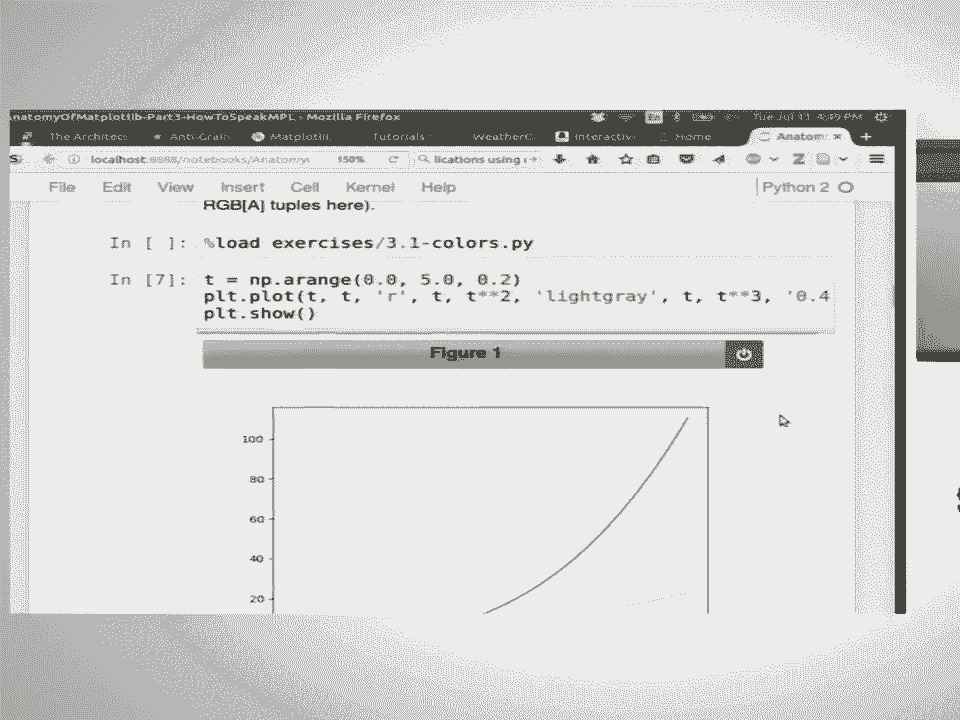 AnatomyOfMatplotlib-Part3-HowToSpeakMPL - Mozilla Firefox
En Tue Jul 11 4:49 PM
The Architec Anti-Grain Matplotli Tutorials WeatherC Interactiv Home Anatom × +
S localhost:8888/notebooks/Anatomy 150% lications using Z
File Edit View Insert Cell Kernel Help Python 2
RGB[A] tuples here).
In [ ]: %load exercises/3.1-colors.py
In [7]: t = np.arange(0.0, 5.0, 0.2)
plt.plot(t, t, 'r', t, t**2, 'lightgray', t, t**3, '0.4
plt.show()
Figure 1
100
80
60
40
20